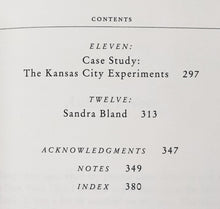 CONTENTS
ELEVEN:
Case Study:
The Kansas City Experiments 297
TWELVE:
Sandra Bland 313
ACKNOWLEDGMENTS 347
NOTES 349
INDEX 380